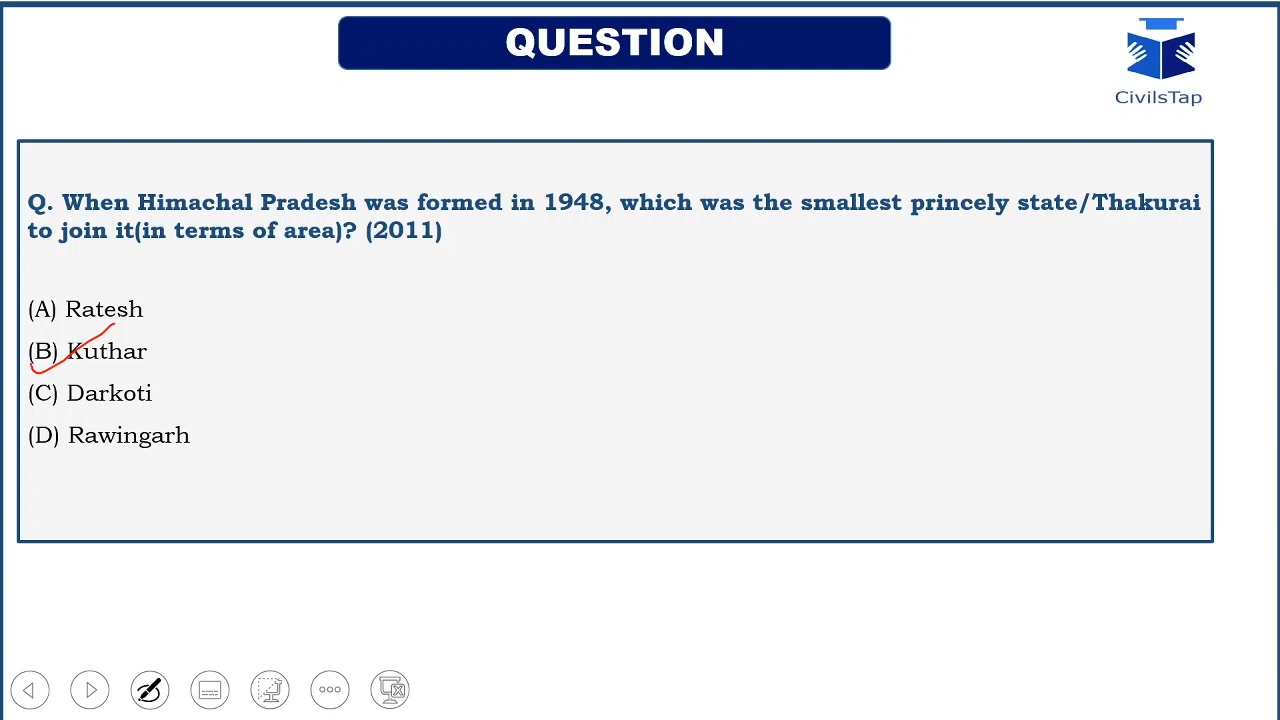 QUESTION
CivilsTap
Q. When Himachal Pradesh was formed in 1948, which was the smallest princely state/Thakurai
to join it(in terms of area)? (2011)
(A) Ratesh
(B) Kuthar
(C) Darkoti
(D) Rawingarh